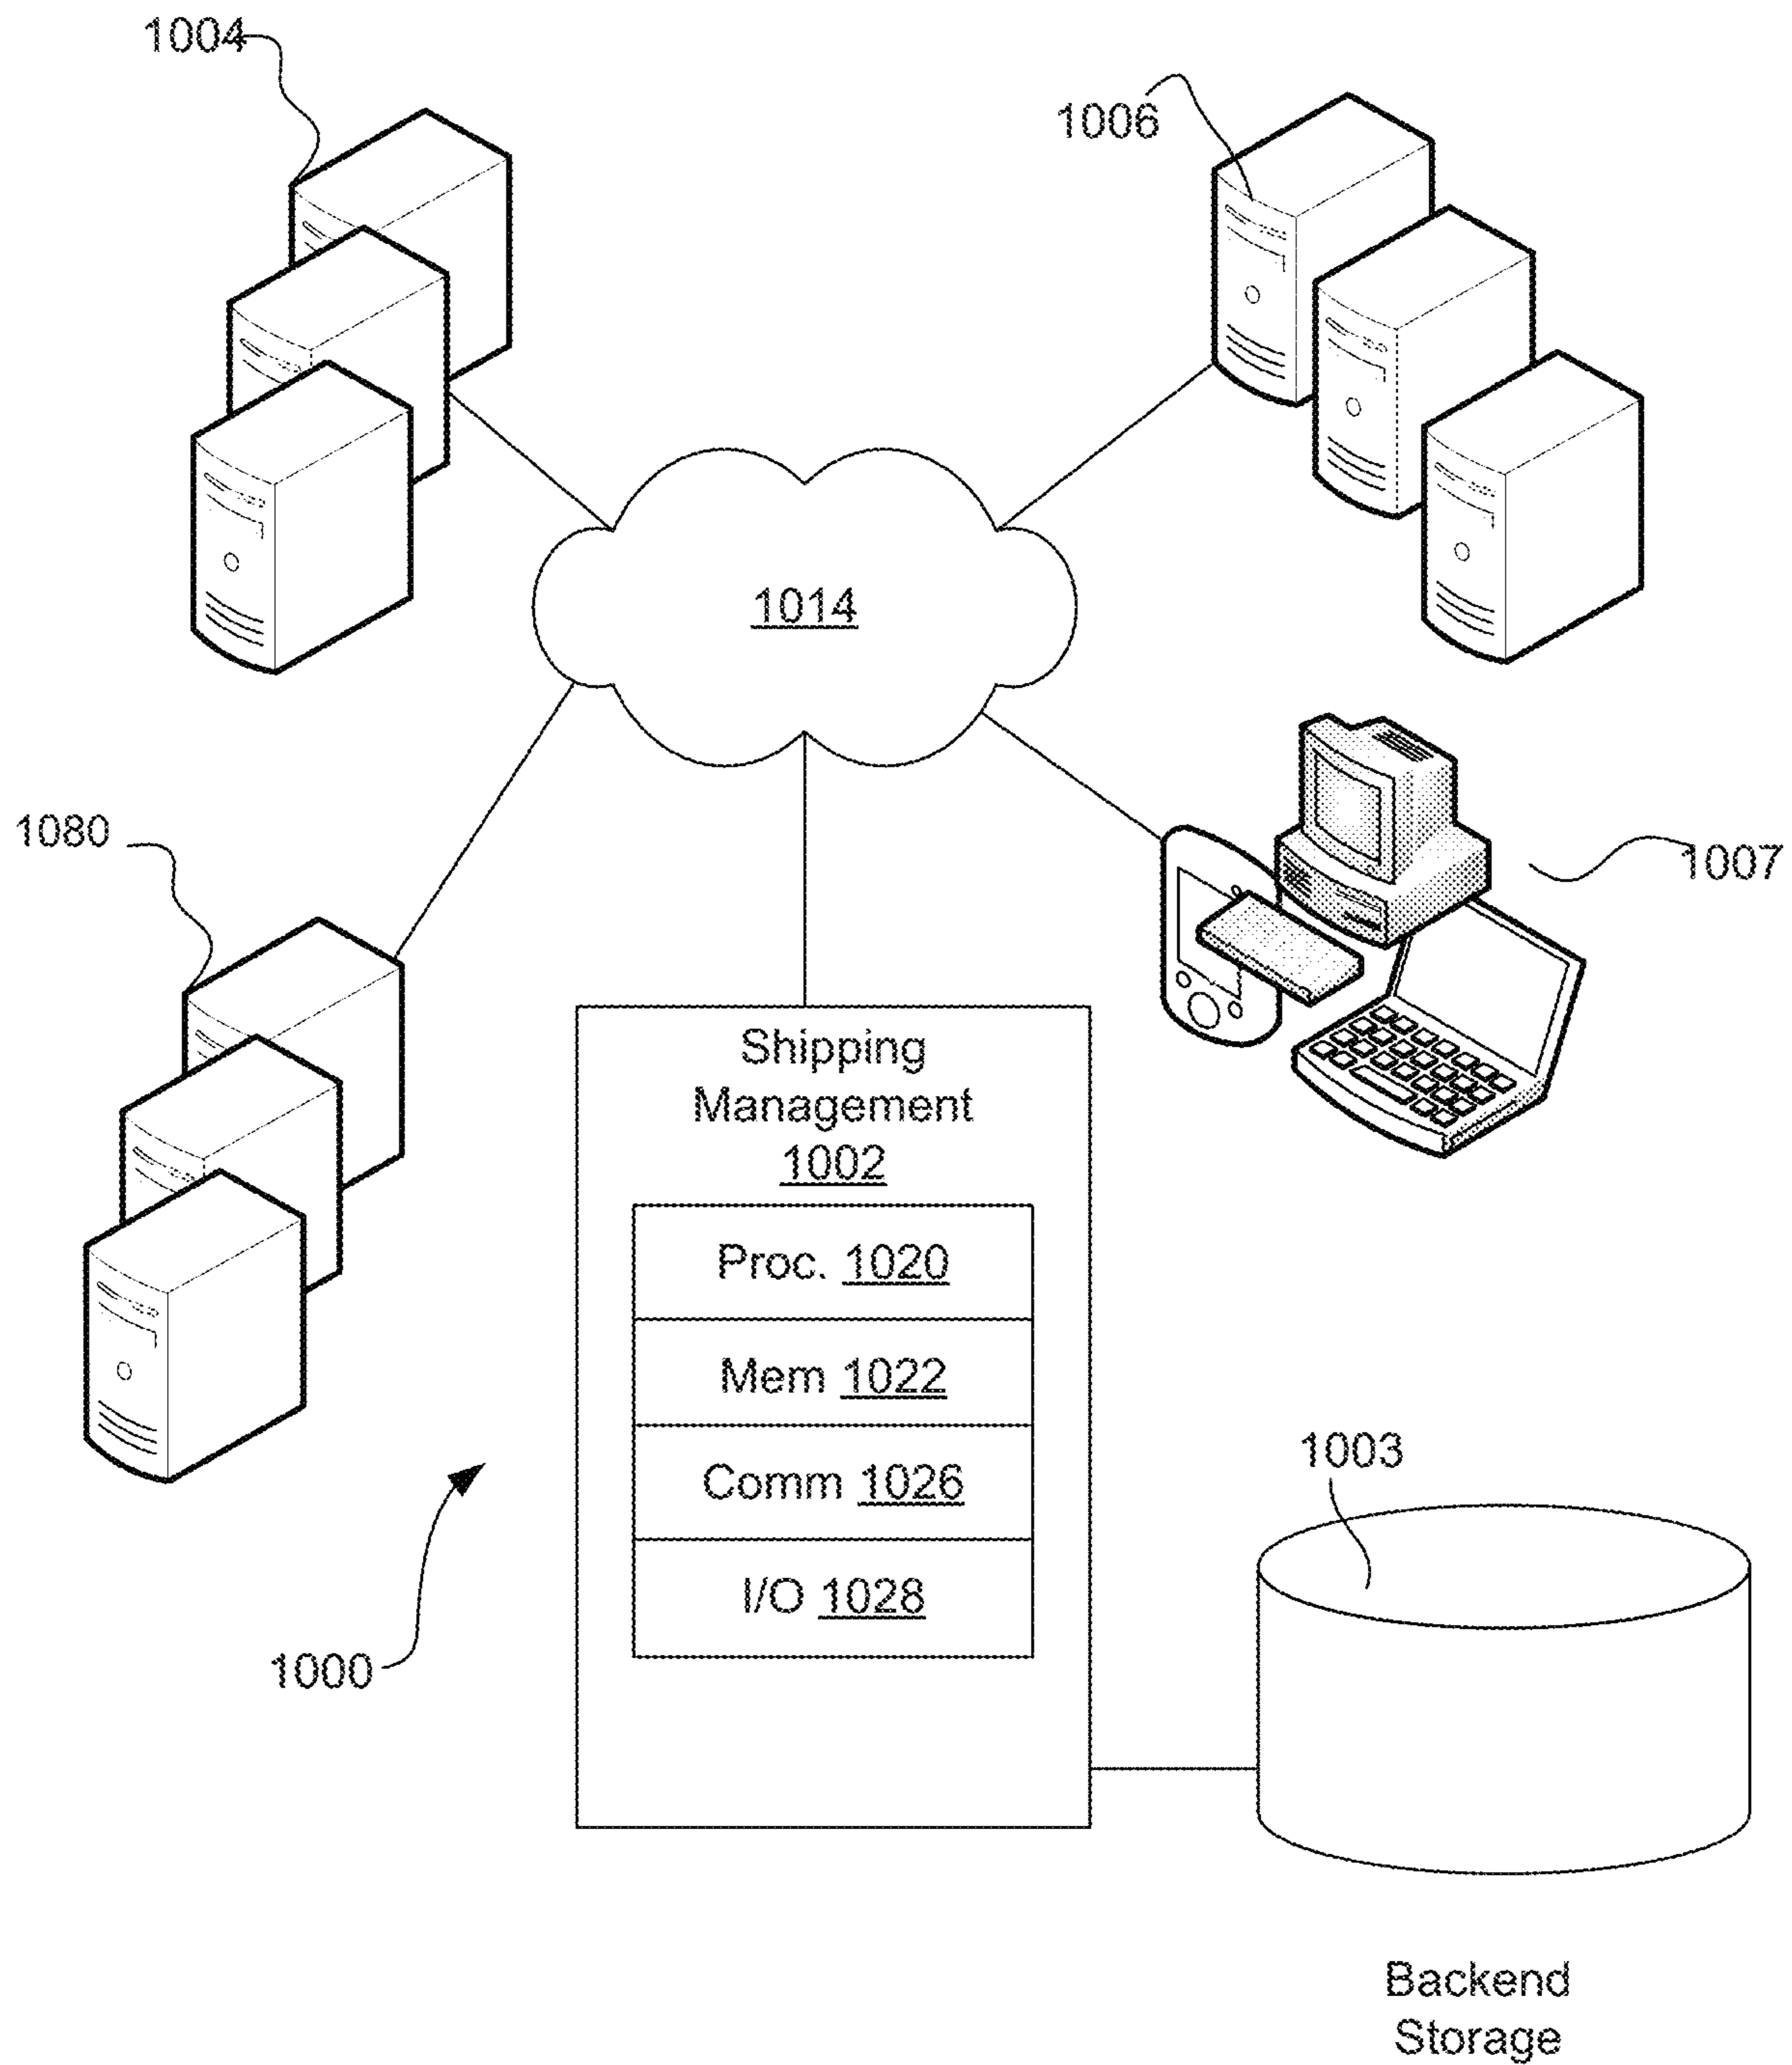 1004
1006
1014
1080
1007
Shipping
Management
1002
Proc. 1020
Mem 1022
Comm 1026
I/O 1028
1003
1000
Backend
Storage